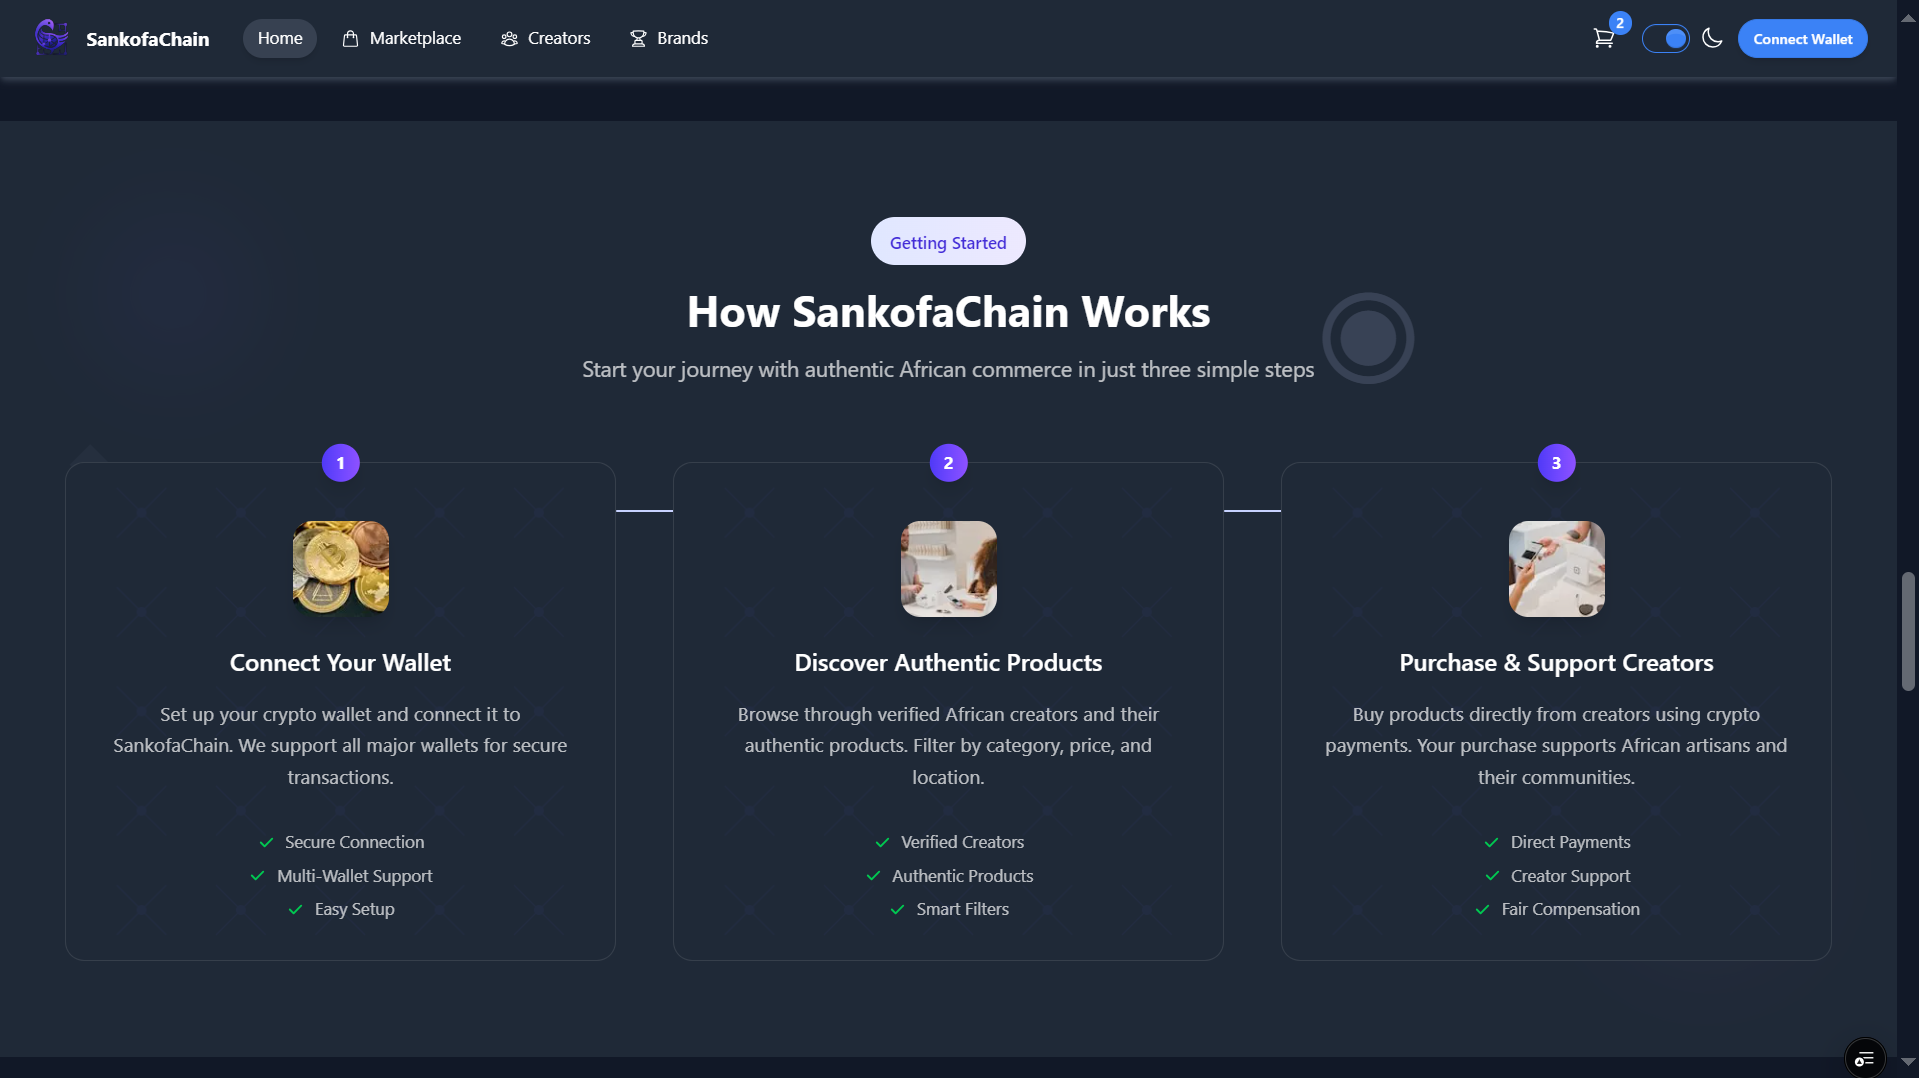 SankofaChain
Home
Marketplace
Creators
Brands
2
Connect Wallet
Getting Started
How SankofaChain Works
Start your journey with authentic African commerce in just three simple steps
1
Connect Your Wallet
Set up your crypto wallet and connect it to
SankofaChain. We support all major wallets for secure
transactions.
Secure Connection
Multi-Wallet Support
Easy Setup
2
Discover Authentic Products
Browse through verified African creators and their
authentic products. Filter by category, price, and
location.
Verified Creators
Authentic Products
Smart Filters
3
Purchase & Support Creators
Buy products directly from creators using crypto
payments. Your purchase supports African artisans and
their communities.
Direct Payments
Creator Support
Fair Compensation